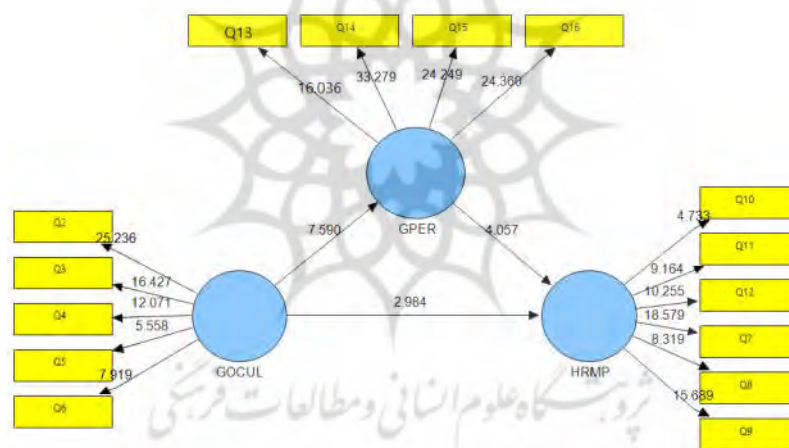 Q13
Q14
Q15
Q16
16.036
33.279
24.249
24.360
GPER
7.590
4.057
Q2
Q3
Q4
Q5
Q6
25.236
16.427
12.071
5.558
7.919
GOCUL
2.984
HRMP
4.733
9.164
10.255
18.579
8.319
15.689
Q10
Q11
Q12
Q7
Q8
Q9
پژوهشگاه علوم انسانی و مطالعات فرهنگی